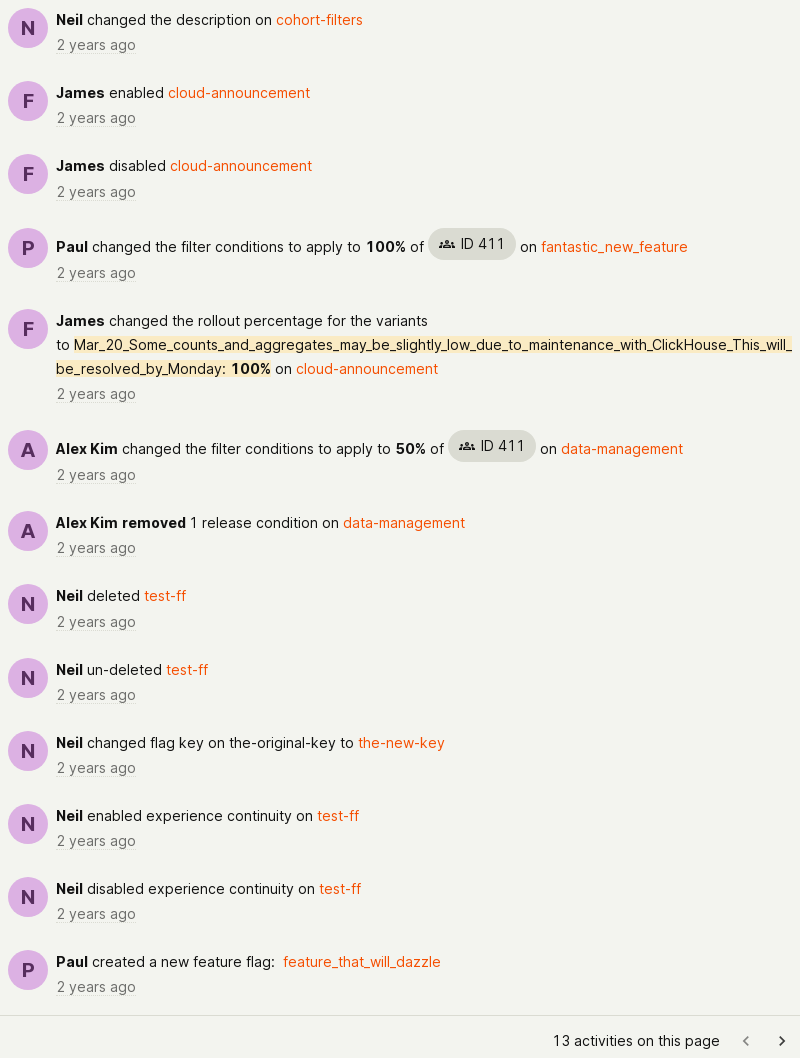 N
Neil changed the description on cohort-filters
2 years ago
F
James enabled cloud-announcement
2 years ago
F
James disabled cloud-announcement
2 years ago
P
Paul changed the filter conditions to apply to 100% of ID 411 on fantastic_new_feature
2 years ago
F
James changed the rollout percentage for the variants
to Mar_20_Some_counts_and_aggregates_may_be_slightly_low_due_to_maintenance_with_ClickHouse_This_will_
be_resolved_by_Monday: 100% on cloud-announcement
2 years ago
A
Alex Kim changed the filter conditions to apply to 50% of ID 411 on data-management
2 years ago
A
Alex Kim removed 1 release condition on data-management
2 years ago
N
Neil deleted test-ff
2 years ago
N
Neil un-deleted test-ff
2 years ago
N
Neil changed flag key on the-original-key to the-new-key
2 years ago
N
Neil enabled experience continuity on test-ff
2 years ago
N
Neil disabled experience continuity on test-ff
2 years ago
P
Paul created a new feature flag: feature_that_will_dazzle
2 years ago
13 activities on this page